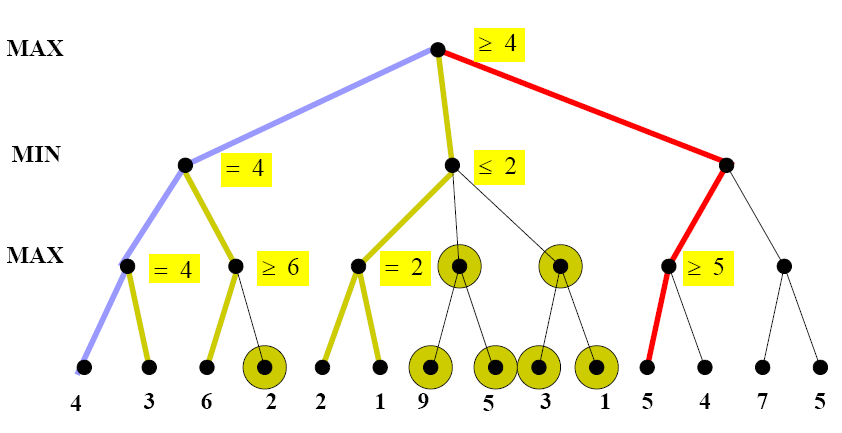 MAX ≥ 4
MIN = 4 ≤ 2
MAX = 4 ≥ 6 = 2 ≥ 5
4 3 6 2 2 1 9 5 3 1 5 4 7 5